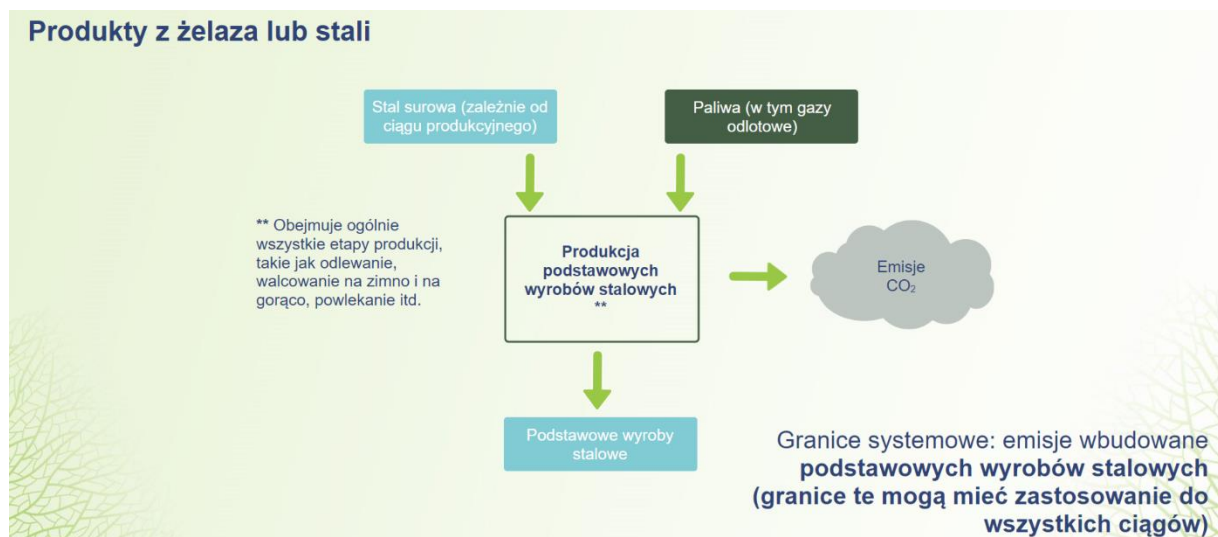 Produkty z żelaza lub stali
Stal surowa (zależnie od
ciągu produkcyjnego)
Paliwa (w tym gazy
odlotowe)
** Obejmuje ogólnie
wszystkie etapy produkcji,
takie jak odlewanie,
walcowanie na zimno i na
gorąco, powlekanie itd.
Produkcja
podstawowych
wyrobów stalowych
**
Emisje
CO₂
Podstawowe wyroby
stalowe
Granice systemowe: emisje wbudowane
podstawowych wyrobów stalowych
(granice te mogą mieć zastosowanie do
wszystkich ciągów)